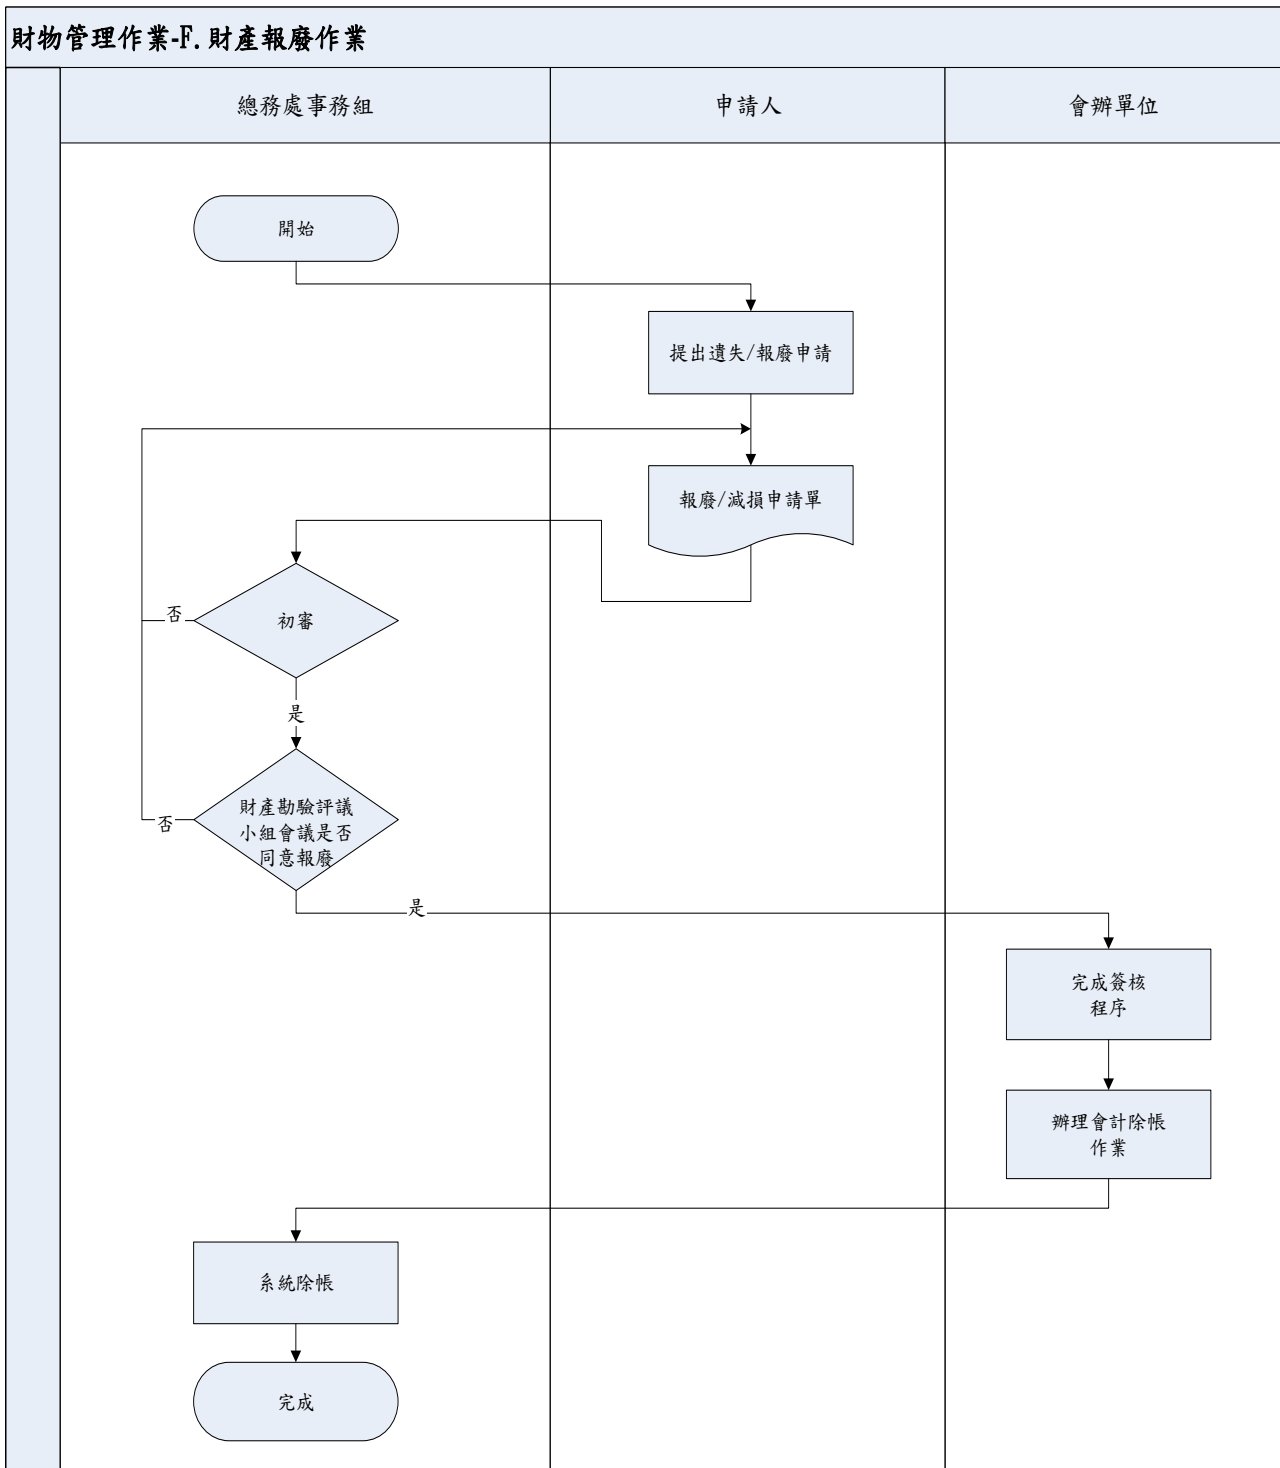 財物管理作業-F.財產報廢作業
總務處事務組
申請人
會辦單位
開始
提出遺失/報廢申請
報廢/減損申請單
初審
否
是
財產勘驗評議
小組會議是否
同意報廢
否
是
完成簽核
程序
辦理會計除帳
作業
系統除帳
完成